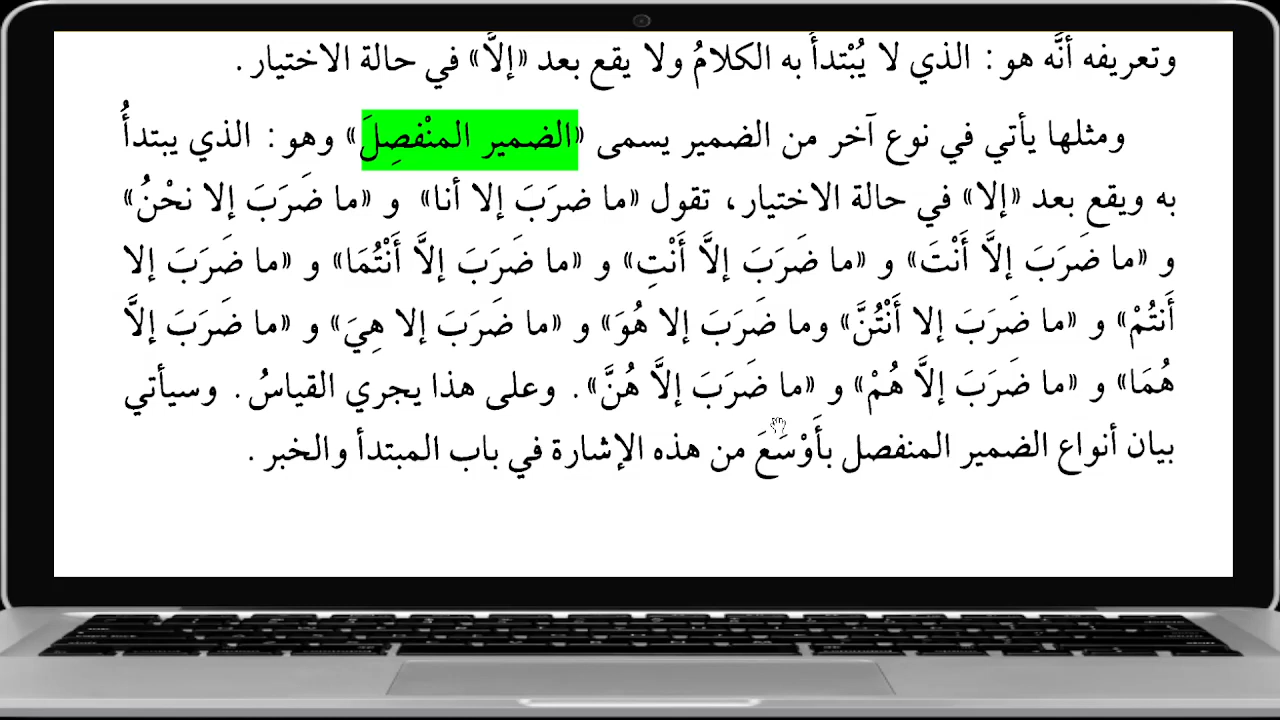 وتعريفه أنَّه هو: الذي لا يُبْتدأُ به الكلامُ ولا يقع بعد «إلاَّ» في حالة الاختيار.
ومثلها يأتي في نوع آخر من الضمير يسمى «الضمير المنْفصِلَ» وهو: الذي يبتدأُ
به ويقع بعد «إلا» في حالة الاختيار، تقول «ما ضرَبَ إلا أنا» و «ما ضَرَبَ إلا نحْنُ»
و «ما ضَرَبَ إلاَّ أَنْتَ» و «ما ضَرَبَ إلاَّ أَنْتِ» و «ما ضَرَبَ إلاَّ أَنْتُمَا» و «ما ضَرَبَ إلا
أَنتُمْ» و «ما ضَرَبَ إلا أَنْتُنَّ» وما ضَرَبَ إلا هُوَ» و «ما ضَرَبَ إلا هِيَ» و «ما ضَرَبَ إلاَّ
هُمَا» و «ما ضَرَبَ إلاَّ هُمْ» و «ما ضَرَبَ إلاَّ هُنَّ». وعلى هذا يجري القياسُ. وسيأتي
بيان أنواع الضمير المنفصل بأَوْسَعَ من هذه الإشارة في باب المبتدأ والخبر.